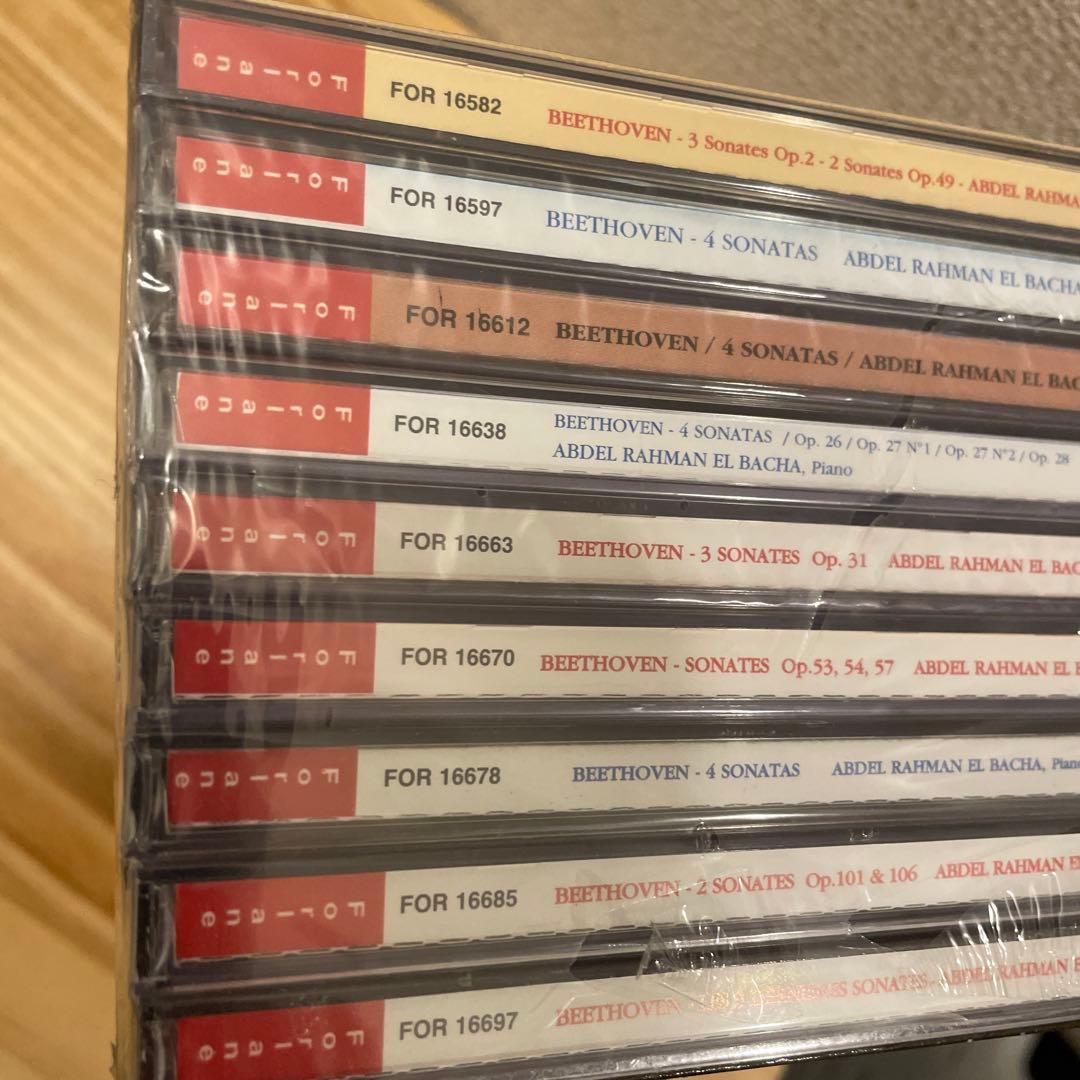 Forlane
FOR 16582 BEETHOVEN - 3 Sonates Op.2 - 2 Sonates Op.49 - ABDEL RAHMA
Forlane
FOR 16597 BEETHOVEN - 4 SONATAS ABDEL RAHMAN EL BACHA
Forlane
FOR 16612 BEETHOVEN / 4 SONATAS / ABDEL RAHMAN EL BAC
Forlane
FOR 16638 BEETHOVEN - 4 SONATAS / Op. 26 / Op. 27 N°1 / Op. 27 N°2 / Op. 28
ABDEL RAHMAN EL BACHA, Piano
Forlane
FOR 16663 BEETHOVEN - 3 SONATES Op. 31 ABDEL RAHMAN EL BAC
Forlane
FOR 16670 BEETHOVEN - SONATES Op.53, 54, 57 ABDEL RAHMAN EL
Forlane
FOR 16678 BEETHOVEN - 4 SONATAS ABDEL RAHMAN EL BACHA, Piano
Forlane
FOR 16685 BEETHOVEN - 2 SONATES Op.101 & 106 ABDEL RAHMAN EL
Forlane
FOR 16697 BEETHOVEN - SONATES - ABDEL RAHMAN